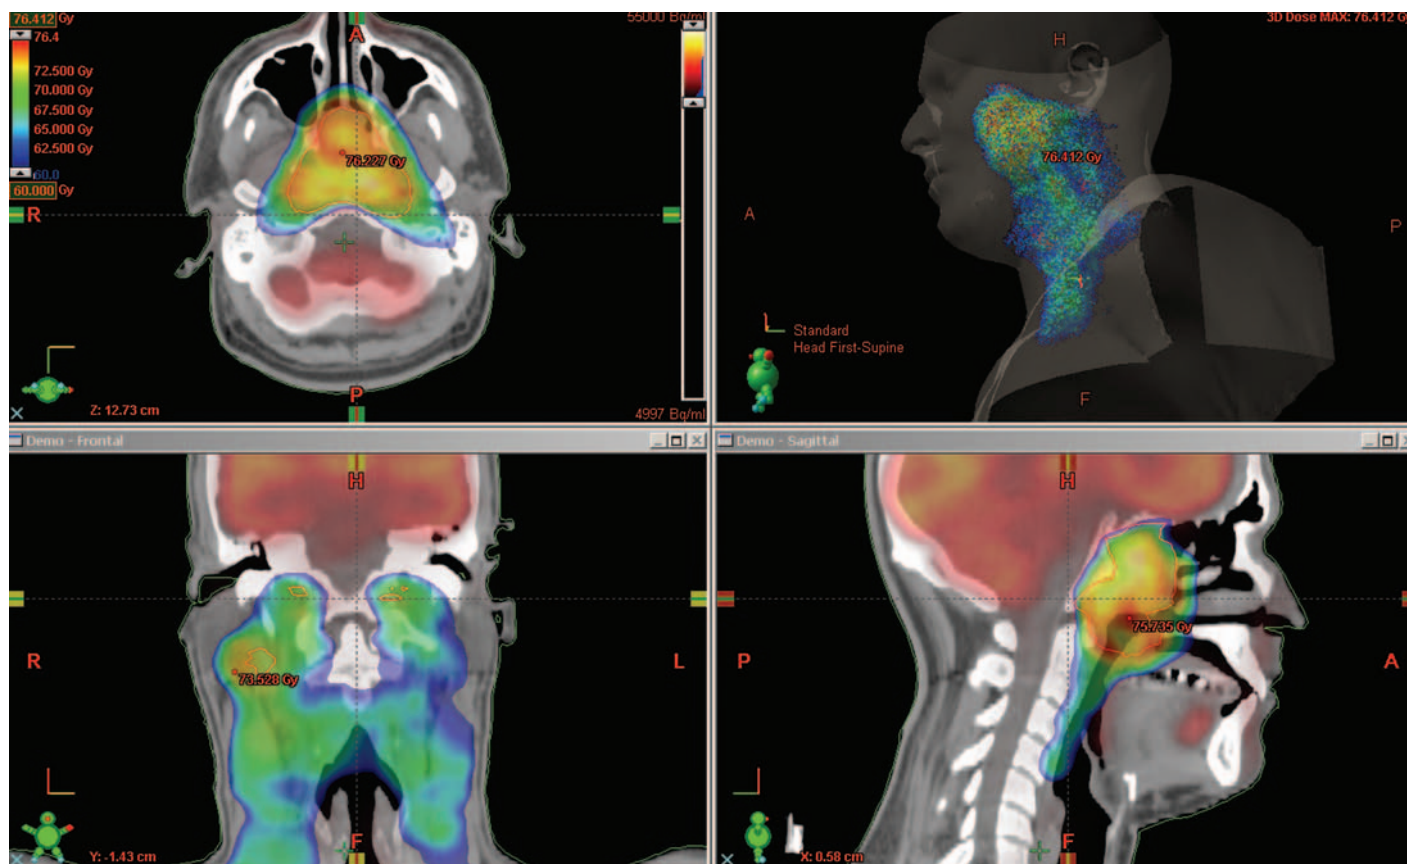 76.412 Gy
76.4
72.500 Gy
70.000 Gy
67.500 Gy
65.000 Gy
62.500 Gy
60.0
60.000 Gy
A
55000 Bq/ml
76.227 Gy
R
P
Z: 12.73 cm
4997 Bq/ml
3D Dose MAX: 76.412 Gy
H
76.412 Gy
A
P
Standard
Head First-Supine
F
Demo - Frontal
H
R
L
73.528 Gy
F
Y: -1.43 cm
Demo - Sagittal
H
75.735 Gy
P
A
F
X: 0.58 cm